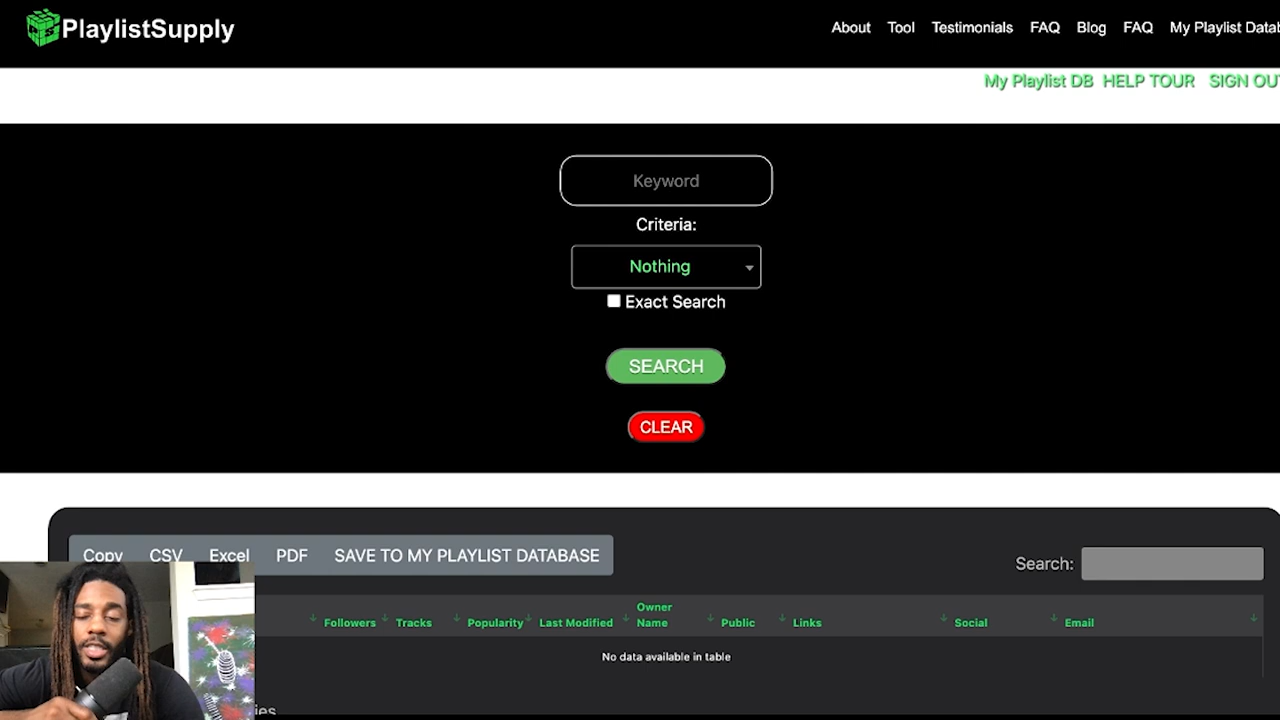 PlaylistSupply
About Tool Testimonials FAQ Blog FAQ My Playlist Datab
My Playlist DB HELP TOUR SIGN OU
Keyword
Criteria:
Nothing
Exact Search
SEARCH
CLEAR
Copy CSV Excel PDF SAVE TO MY PLAYLIST DATABASE
Search:
Followers Tracks Popularity Last Modified Owner Name Public Links Social Email
No data available in table
ies